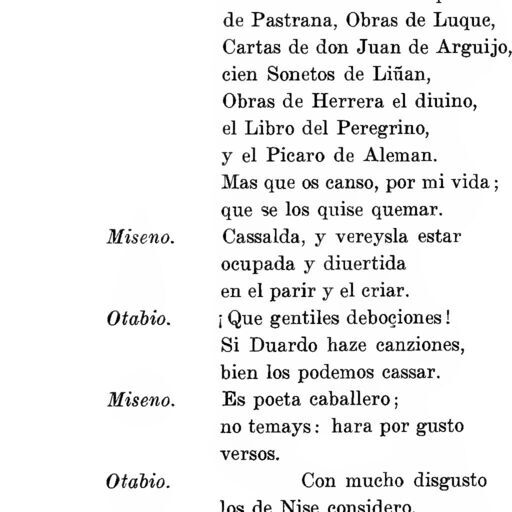 de Pastrana, Obras de Luque,
Cartas de don Juan de Arguijo,
cien Sonetos de Liñan,
Obras de Herrera el diuino,
el Libro del Peregrino,
y el Picaro de Aleman.
Mas que os canso, por mi vida;
que se los quise quemar.
Miseno. Cassalda, y vereysla estar
ocupada y diuertida
en el parir y el criar.
Otabio. ¡Que gentiles deboçiones!
Si Duardo haze canziones,
bien los podemos cassar.
Miseno. Es poeta caballero;
no temays: hara por gusto
versos.
Otabio. Con mucho disgusto
los de Nise considero.